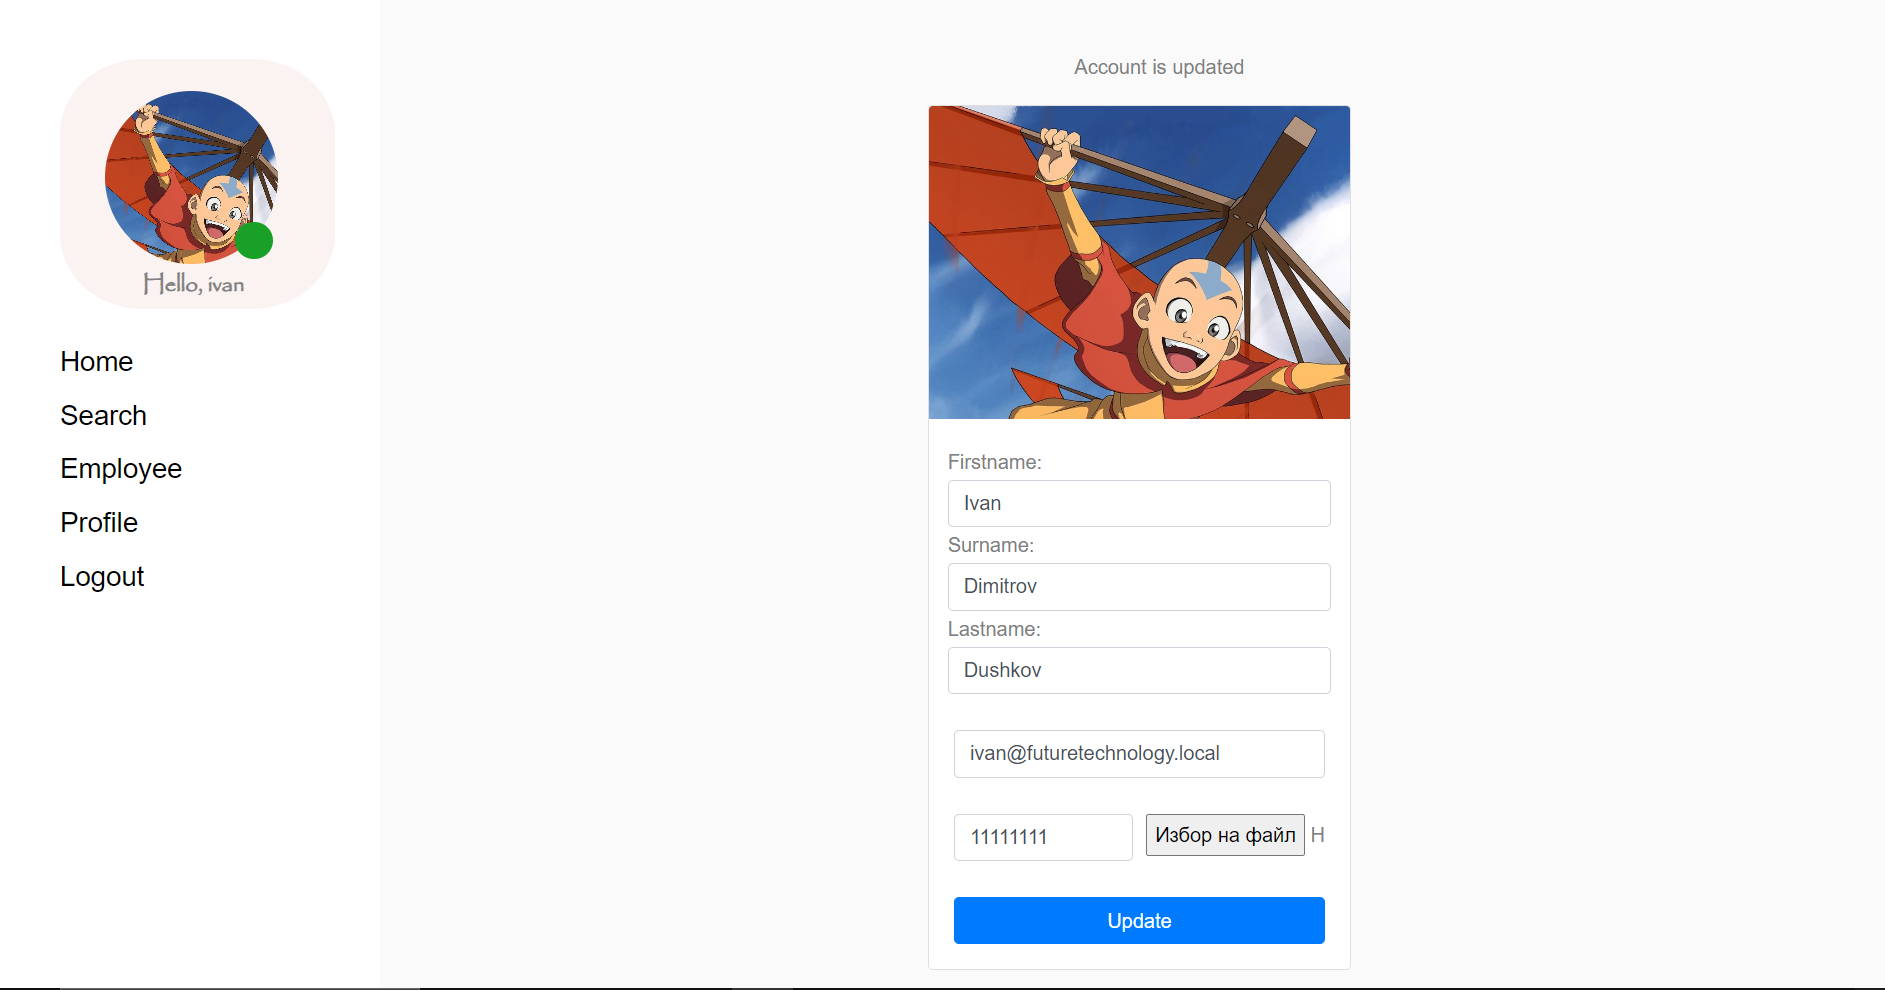 Hello, ivan
Home
Search
Employee
Profile
Logout
Account is updated
Firstname:
Ivan
Surname:
Dimitrov
Lastname:
Dushkov
ivan@futuretechnology.local
11111111
Избор на файл Н
Update